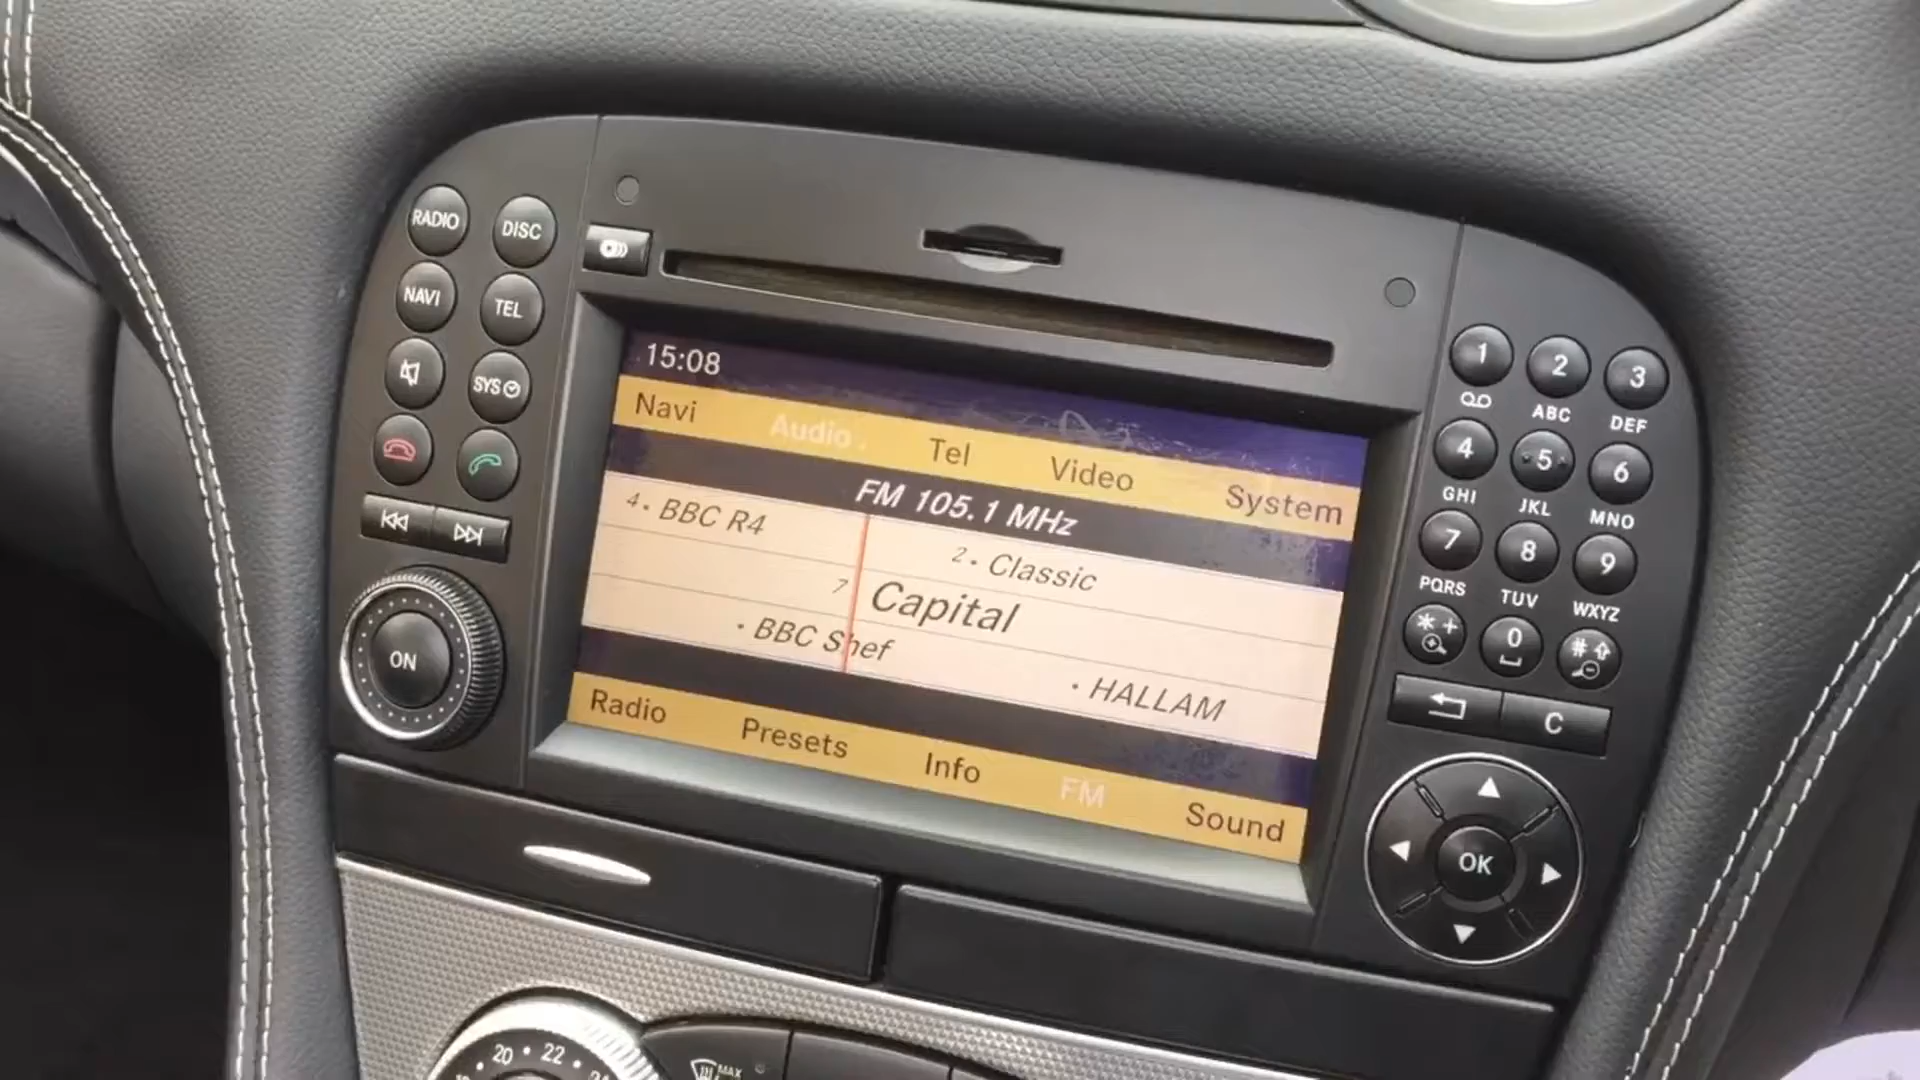 RADIO DISC
NAVI TEL
SYS
ON
15:08
Navi Audio Tel Video System
FM 105.1 MHz
4. BBC R4
2. Classic
7 Capital
• BBC Shef
• HALLAM
Radio Presets Info FM Sound
1 2 3
ABC DEF
4 5 6
GHI JKL MNO
7 8 9
PQRS TUV WXYZ
* + 0 #
C
OK
20 • 22
MAX